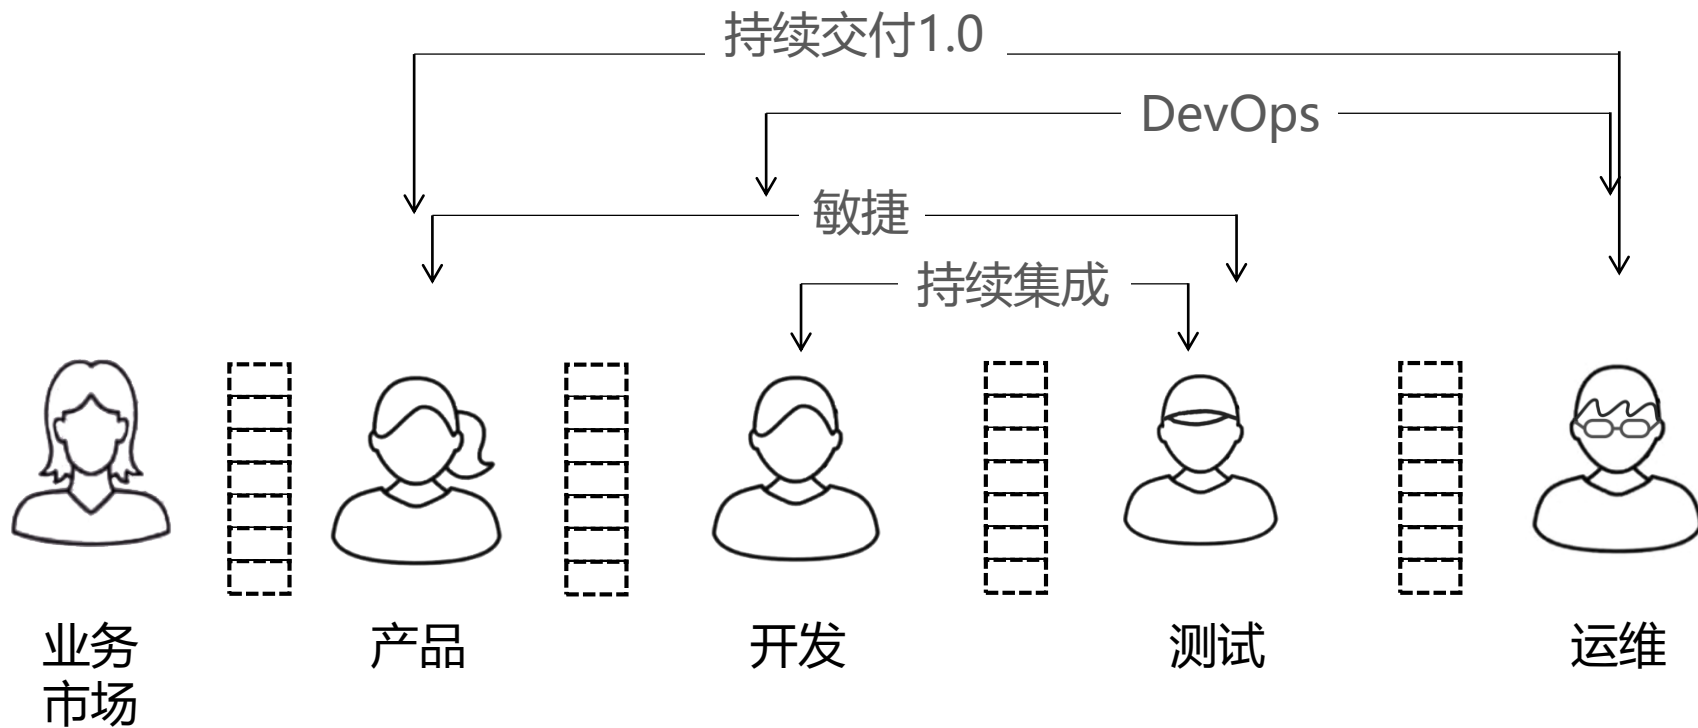 持续交付1.0
DevOps
敏捷
持续集成
业务
市场
产品
开发
测试
运维